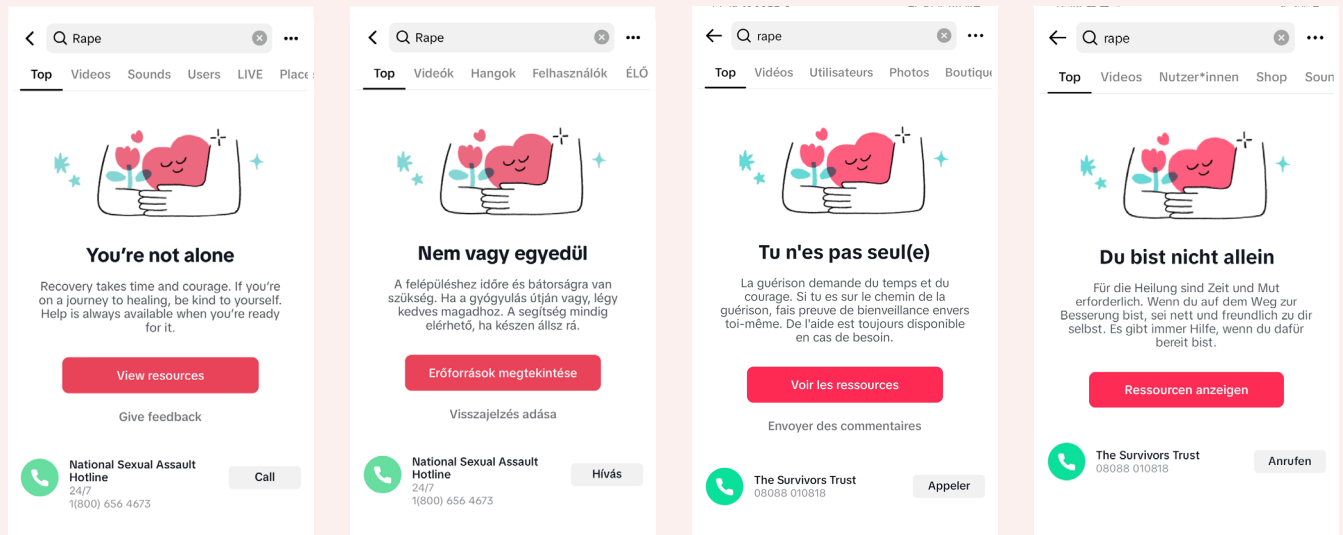 Rape
Top Videos Sounds Users LIVE Place
You're not alone
Recovery takes time and courage. If you're
on a journey to healing, be kind to yourself.
Help is always available when you're ready
for it.
View resources
Give feedback
National Sexual Assault
Hotline
24/7
1(800) 656 4673
Call
Rape
Top Videók Hangok Felhasználók ÉLŐ
Nem vagy egyedül
A felépüléshez időre és bátorságra van
szükség. Ha a gyógyulás útján vagy, légy
kedves magadhoz. A segítség mindig
elérhető, ha készen állsz rá.
Erőforrások megtekintése
Visszajelzés adása
National Sexual Assault
Hotline
24/7
1(800) 656 4673
Hívás
rape
Top Vidéos Utilisateurs Photos Boutique
Tu n'es pas seul(e)
La guérison demande du temps et du
courage. Si tu es sur le chemin de la
guérison, fais preuve de bienveillance envers
toi-même. De l'aide est toujours disponible
en cas de besoin.
Voir les ressources
Envoyer des commentaires
The Survivors Trust
08088 010818
Appeler
rape
Top Videos Nutzer*innen Shop Soun
Du bist nicht allein
Für die Heilung sind Zeit und Mut
erforderlich. Wenn du auf dem Weg zur
Besserung bist, sei nett und freundlich zu dir
selbst. Es gibt immer Hilfe, wenn du dafür
bereit bist.
Ressourcen anzeigen
The Survivors Trust
08088 010818
Anrufen